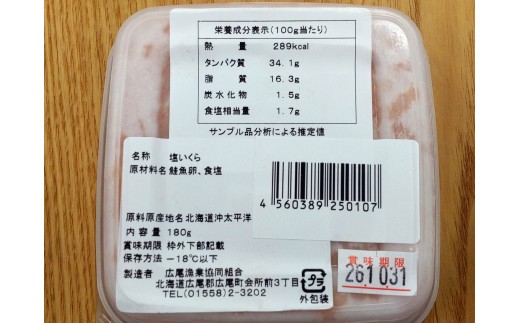 栄養成分表示(100g当たり)
熱 量 289kcal
タンパク質 34.1g
脂 質 16.3g
炭水化物 1.5g
食塩相当量 1.7g
サンプル品分析による推定値
名称 塩いくら
原材料名 鮭魚卵、食塩
4 560389 250107
原料原産地名 北海道沖太平洋
内容量 180g
賞味期限 枠外下部記載
保存方法 −18℃以下
賞味期限
261031
製造者 広尾漁業協同組合
北海道広尾郡広尾町会所前3丁目
TEL(01558)2-3202
プラ
外包装